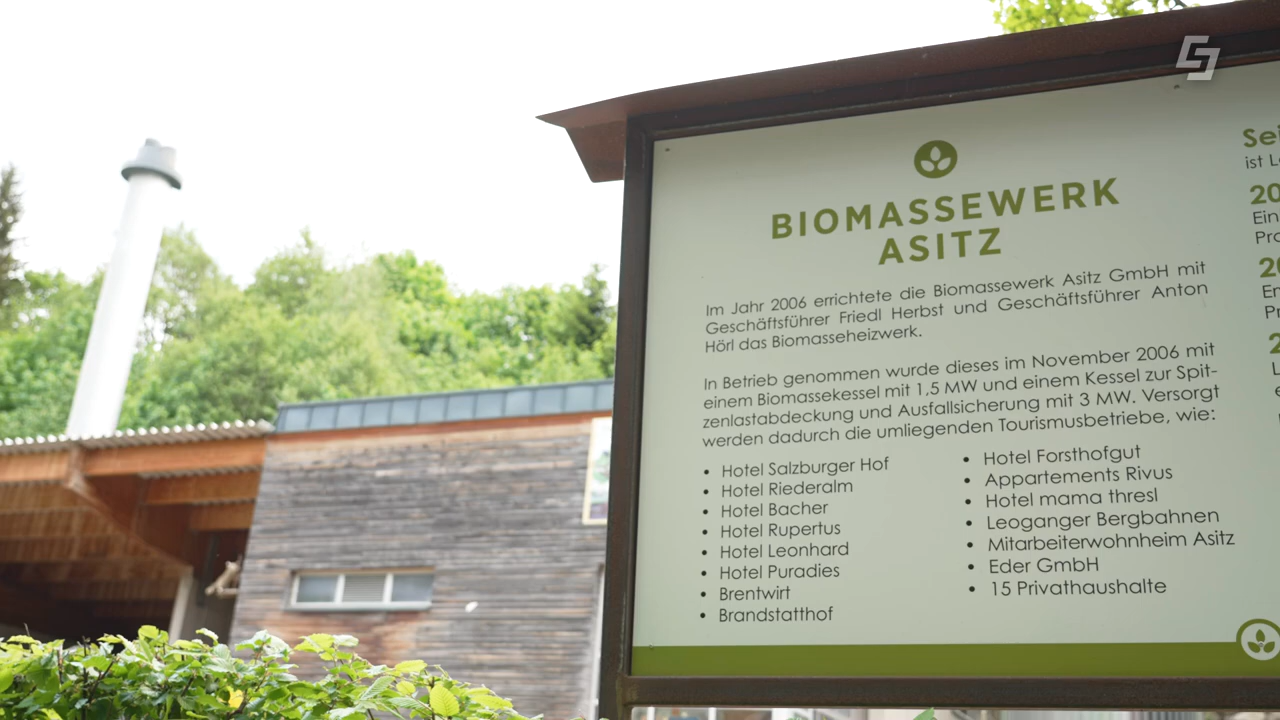 BIOMASSEWERK
ASITZ
Im Jahr 2006 errichtete die Biomassewerk Asitz GmbH mit
Geschäftsführer Friedl Herbst und Geschäftsführer Anton
Hörl das Biomasseheizwerk.
In Betrieb genommen wurde dieses im November 2006 mit
einem Biomassekessel mit 1,5 MW und einem Kessel zur Spit-
zenlastabdeckung und Ausfallsicherung mit 3 MW. Versorgt
werden dadurch die umliegenden Tourismusbetriebe, wie:
• Hotel Salzburger Hof
• Hotel Riederalm
• Hotel Bacher
• Hotel Rupertus
• Hotel Leonhard
• Hotel Puradies
• Brentwirt
• Brandstatthof
• Hotel Forsthofgut
• Appartements Rivus
• Hotel mama thresl
• Leoganger Bergbahnen
• Mitarbeiterwohnheim Asitz
• Eder GmbH
• 15 Privathaushalte
ist